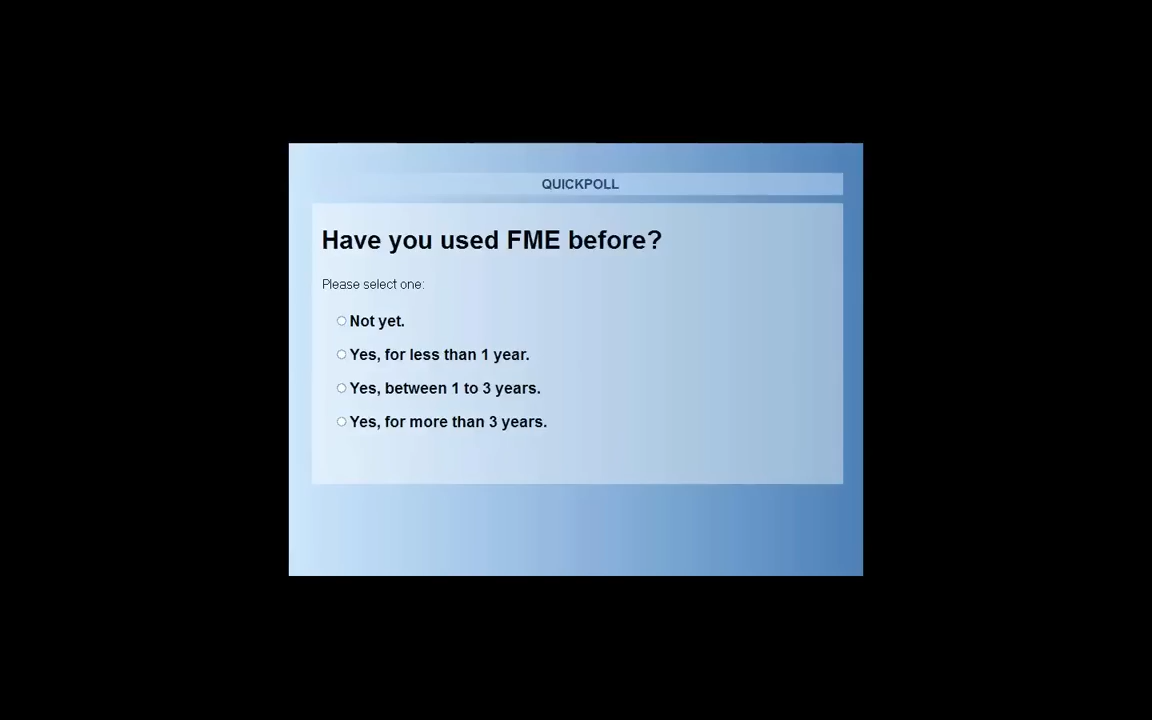 QUICKPOLL
Have you used FME before?
Please select one:
Not yet.
Yes, for less than 1 year.
Yes, between 1 to 3 years.
Yes, for more than 3 years.